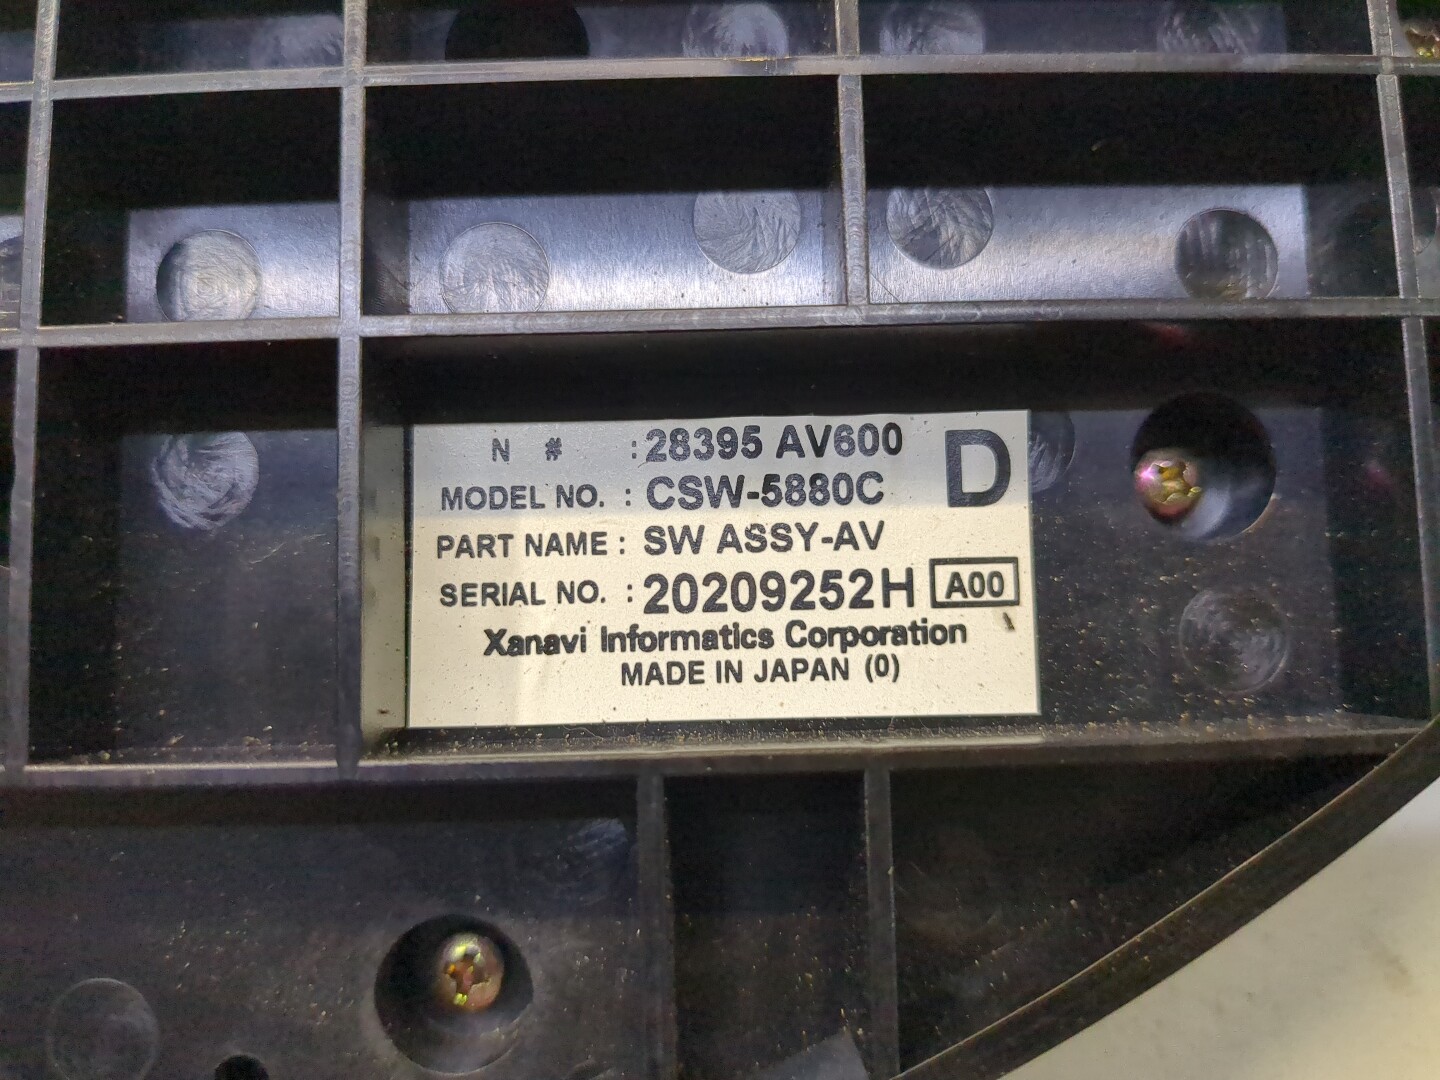 N # : 28395 AV600 D
MODEL NO. : CSW-5880C
PART NAME : SW ASSY-AV
SERIAL NO. : 20209252H A00
Xanavi Informatics Corporation
MADE IN JAPAN (0)